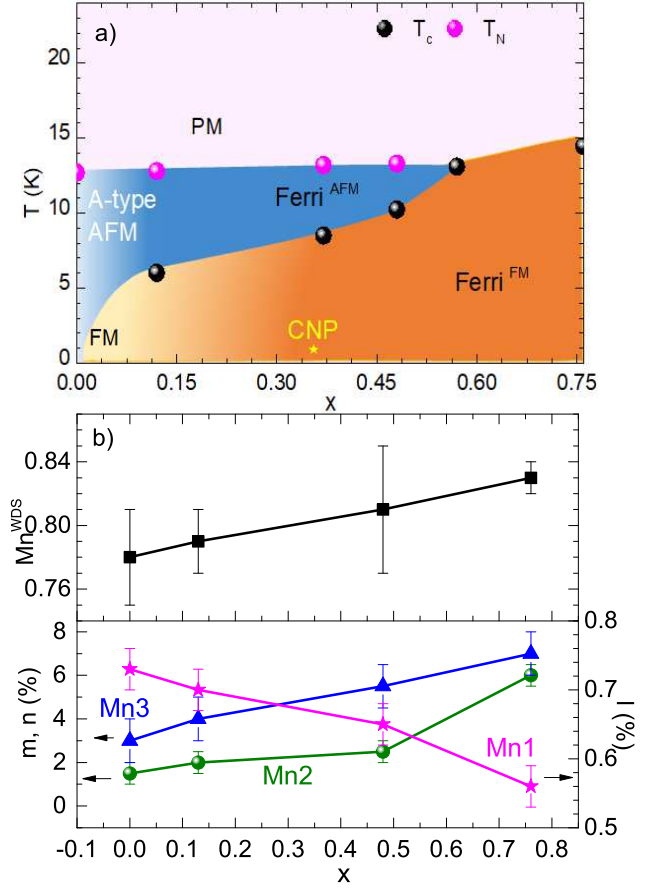 a)
T_c T_N
20
15
10
5
0
T (K)
PM
A-type
AFM
Ferri^AFM
Ferri^FM
FM
CNP
0.00 0.15 0.30 0.45 0.60 0.75
x
b)
0.84
0.80
0.76
Mn^WDS
8
6
4
2
0
m, n (%)
Mn3
Mn2
Mn1
0.8
0.7
0.6
0.5
l (%)
-0.1 0.0 0.1 0.2 0.3 0.4 0.5 0.6 0.7 0.8
x